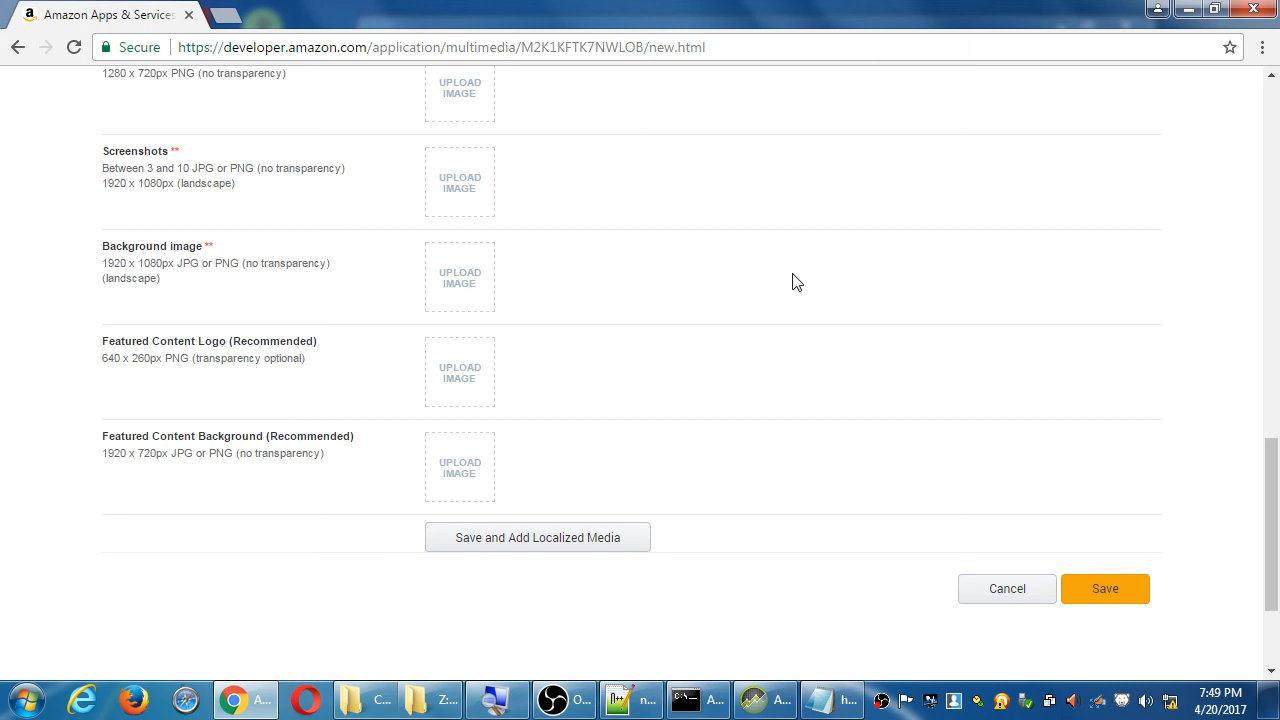 Amazon Apps & Services
Secure
https://developer.amazon.com/application/multimedia/M2K1KFTK7NWLOB/new.html
1280 x 720px PNG (no transparency)
UPLOAD
IMAGE
Screenshots **
Between 3 and 10 JPG or PNG (no transparency)
1920 x 1080px (landscape)
UPLOAD
IMAGE
Background image **
1920 x 1080px JPG or PNG (no transparency)
(landscape)
UPLOAD
IMAGE
Featured Content Logo (Recommended)
640 x 260px PNG (transparency optional)
UPLOAD
IMAGE
Featured Content Background (Recommended)
1920 x 720px JPG or PNG (no transparency)
UPLOAD
IMAGE
Save and Add Localized Media
Cancel
Save
A...
C...
Z:...
O...
n...
A...
A...
h...
7:49 PM
4/20/2017